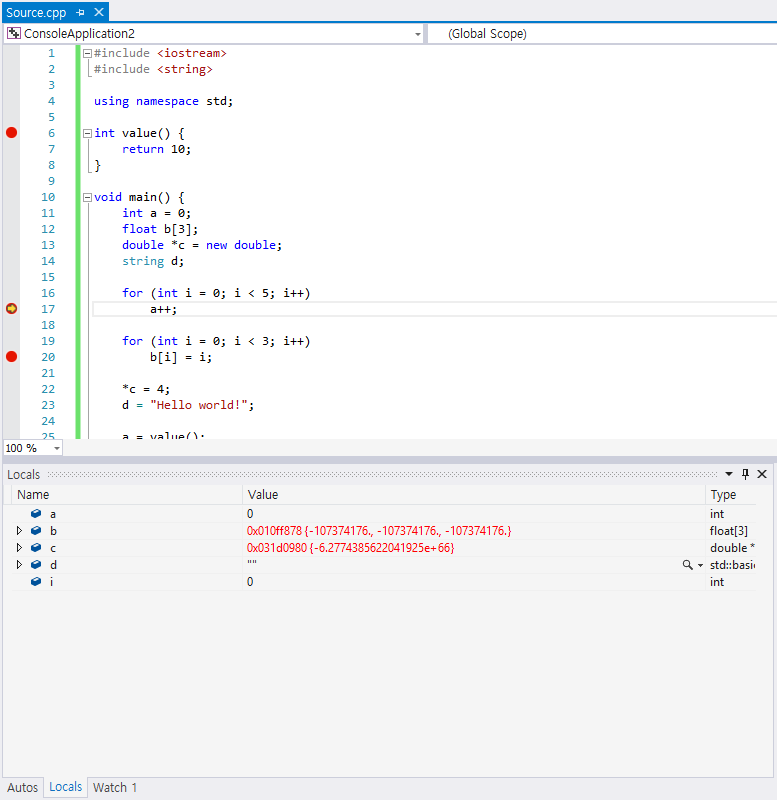 Source.cpp
ConsoleApplication2 (Global Scope)
1 #include <iostream>
2 #include <string>
3
4 using namespace std;
5
6 int value() {
7 return 10;
8 }
9
10 void main() {
11 int a = 0;
12 float b[3];
13 double *c = new double;
14 string d;
15
16 for (int i = 0; i < 5; i++)
17 a++;
18
19 for (int i = 0; i < 3; i++)
20 b[i] = i;
21
22 *c = 4;
23 d = "Hello world!";
24
25 a = value();
100 %
Locals
Name Value Type
a 0 int
b 0x010ff878 {-107374176., -107374176., -107374176.} float[3]
c 0x031d0980 {-6.2774385622041925e+66} double *
d "" std::basic
i 0 int
Autos Locals Watch 1